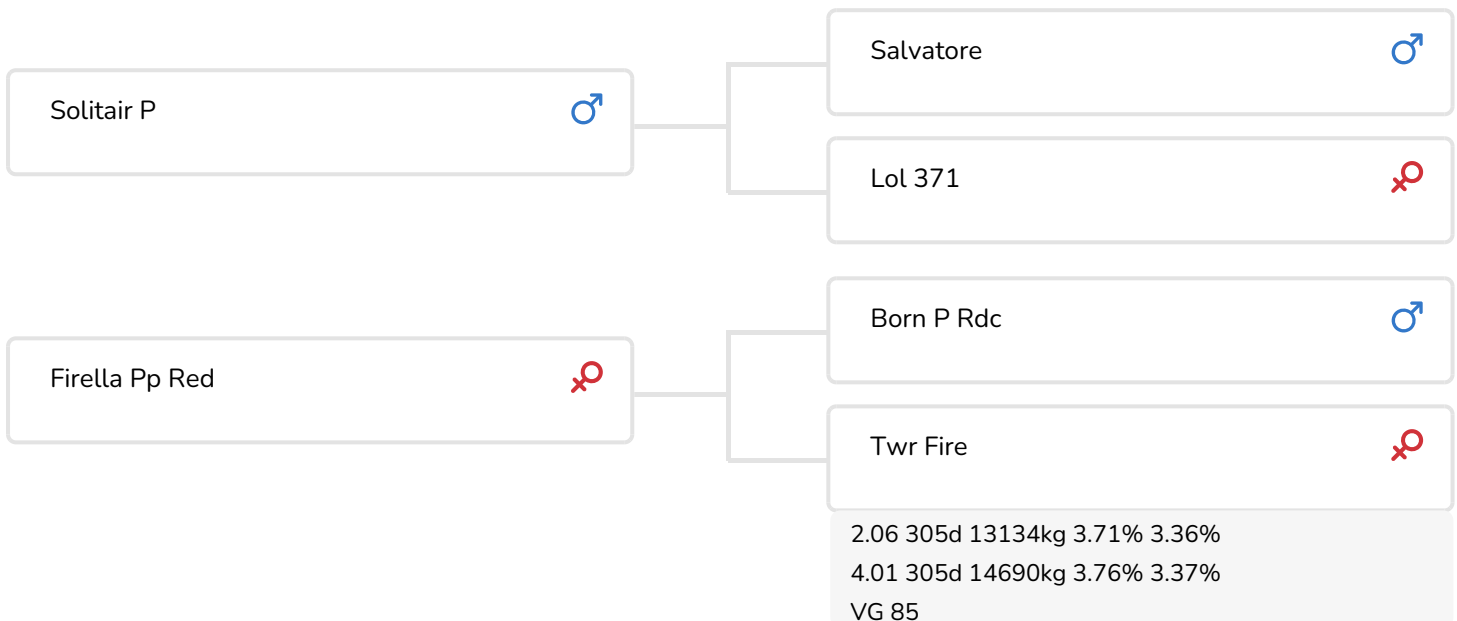 Salvatore
Solitair P
Lol 371
Born P Rdc
Firella Pp Red
Twr Fire
2.06 305d 13134kg 3.71% 3.36%
4.01 305d 14690kg 3.76% 3.37%
VG 85